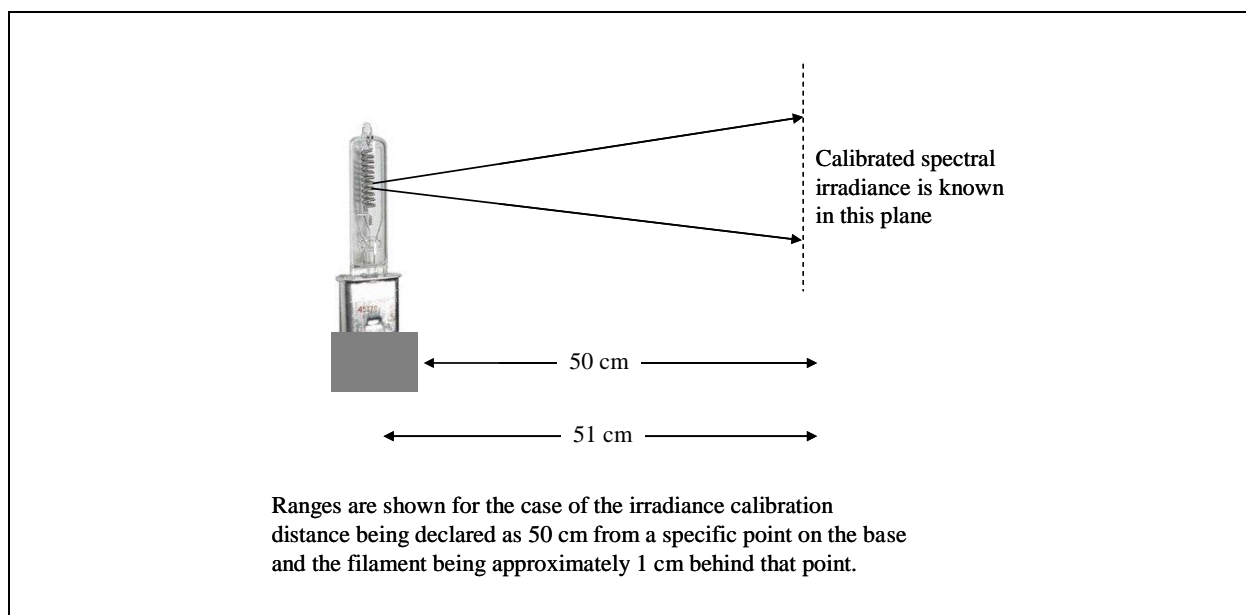 Calibrated spectral
irradiance is known
in this plane
50 cm
51 cm
Ranges are shown for the case of the irradiance calibration
distance being declared as 50 cm from a specific point on the base
and the filament being approximately 1 cm behind that point.